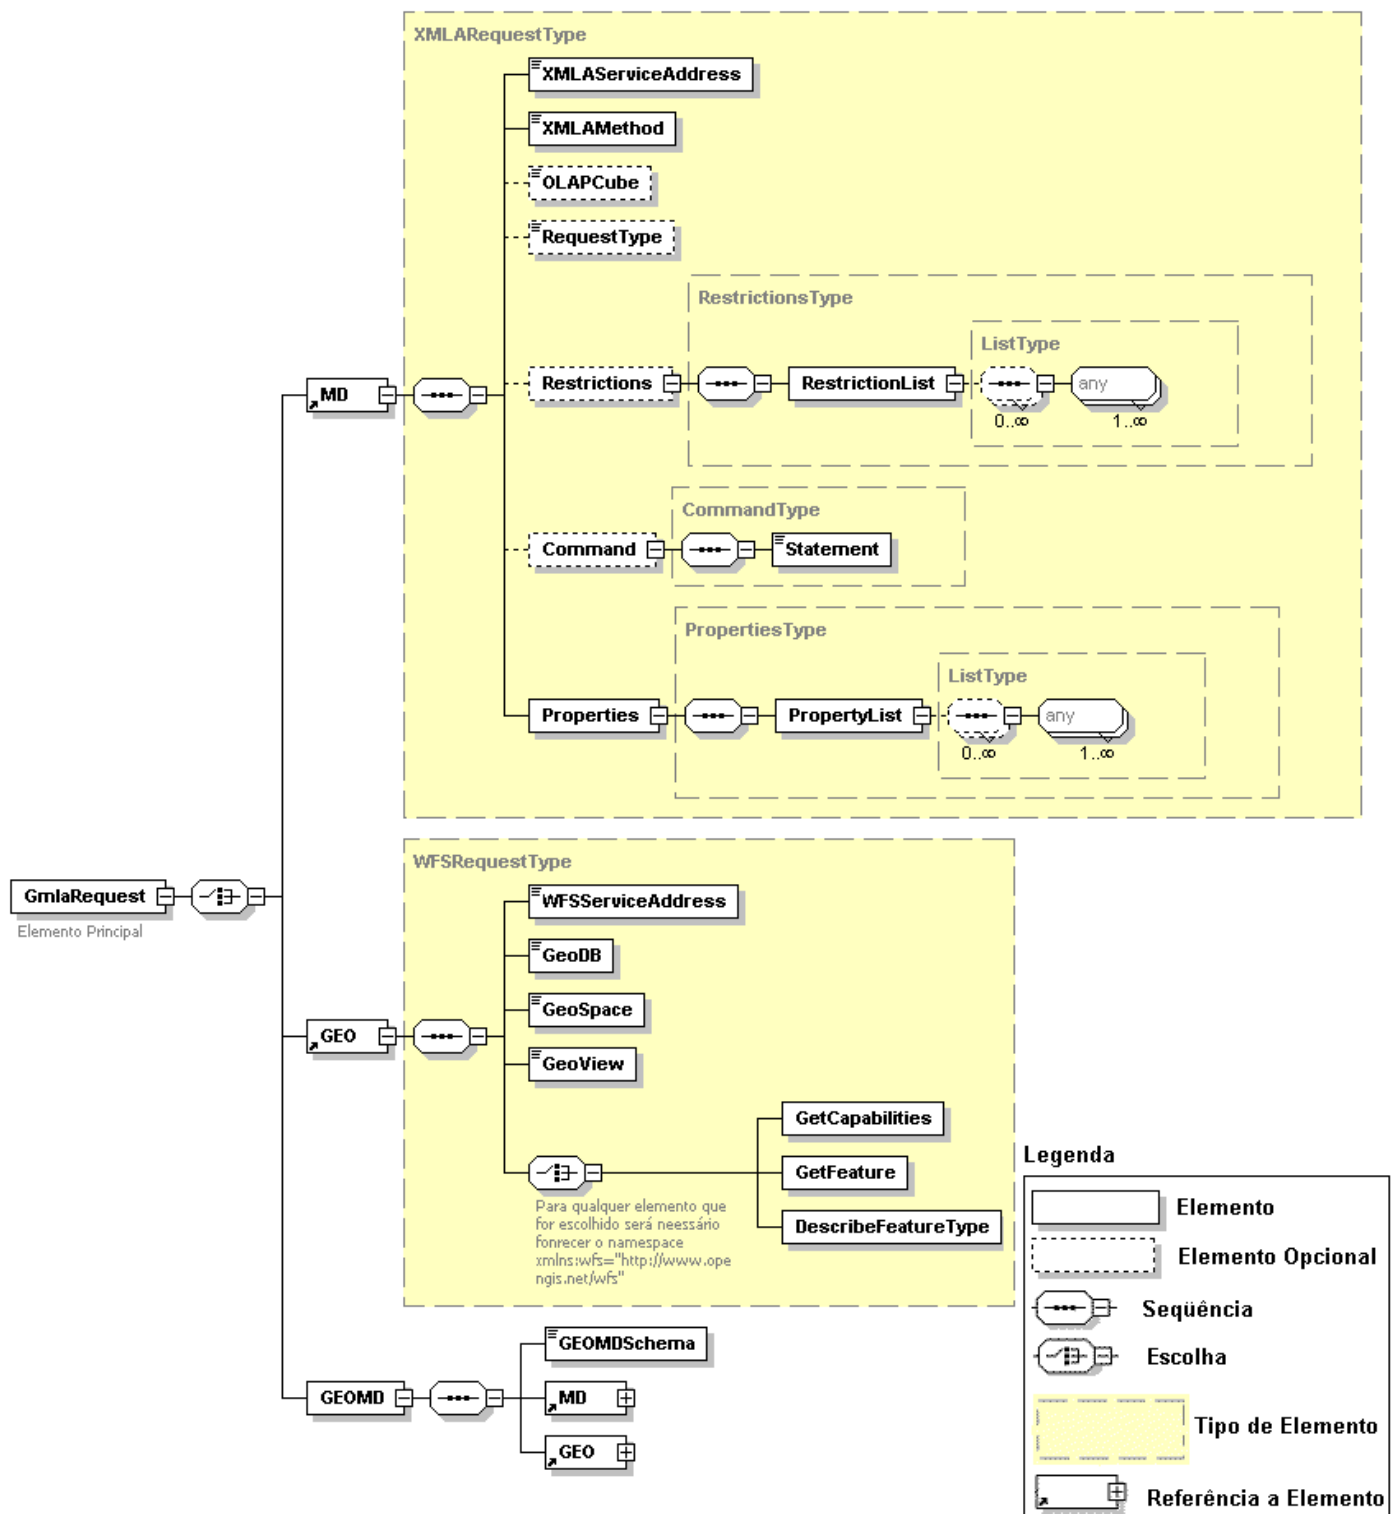 XMLARequestType
XMLAServiceAddress
XMLAMethod
OLAPCube
RequestType
RestrictionsType
ListType
MD
Restrictions
RestrictionList
any
0..∞
1..∞
CommandType
Command
Statement
PropertiesType
ListType
Properties
PropertyList
any
0..∞
1..∞
WFSRequestType
GmlaRequest
Elemento Principal
WFSServiceAddress
GeoDB
GeoSpace
GEO
GeoView
GetCapabilities
GetFeature
DescribeFeatureType
Para qualquer elemento que
for escolhido será neessário
fonrecer o namespace
xmlns:wfs="http://www.ope
ngis.net/wfs"
GEOMDSchema
GEOMD
MD
GEO
Legenda
Elemento
Elemento Opcional
Seqüência
Escolha
Tipo de Elemento
Referência a Elemento